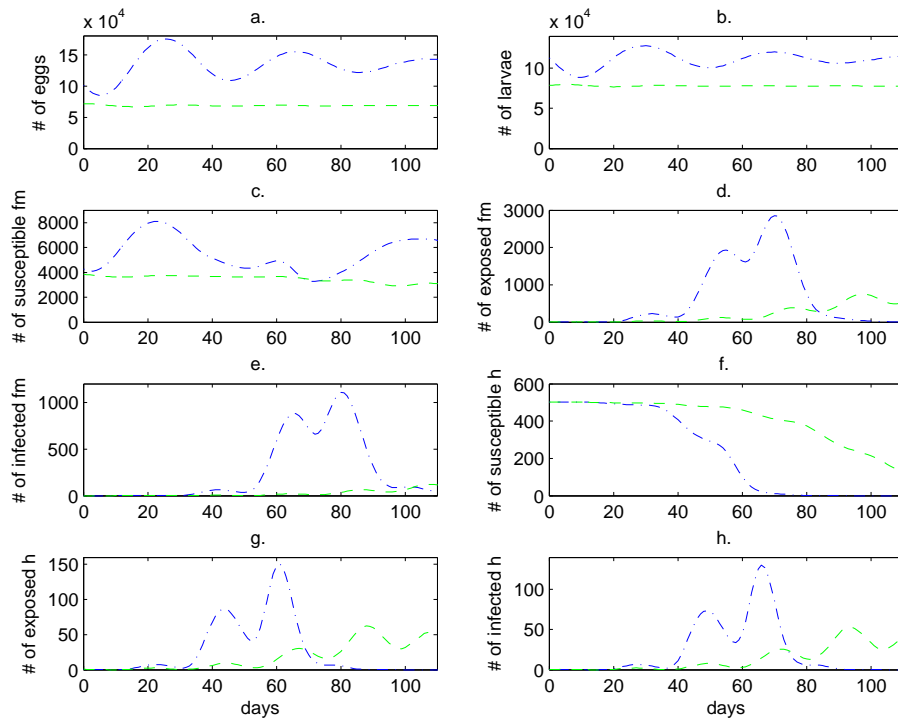 a.
x 10^4
# of eggs
15
10
5
0
0 20 40 60 80 100
b.
x 10^4
# of larvae
10
5
0
0 20 40 60 80 100
c.
# of susceptible fm
8000
6000
4000
2000
0
0 20 40 60 80 100
d.
# of exposed fm
3000
2000
1000
0
0 20 40 60 80 100
e.
# of infected fm
1000
500
0
0 20 40 60 80 100
f.
# of susceptible h
600
400
200
0
0 20 40 60 80 100
g.
# of exposed h
150
100
50
0
0 20 40 60 80 100
days
h.
# of infected h
100
50
0
0 20 40 60 80 100
days